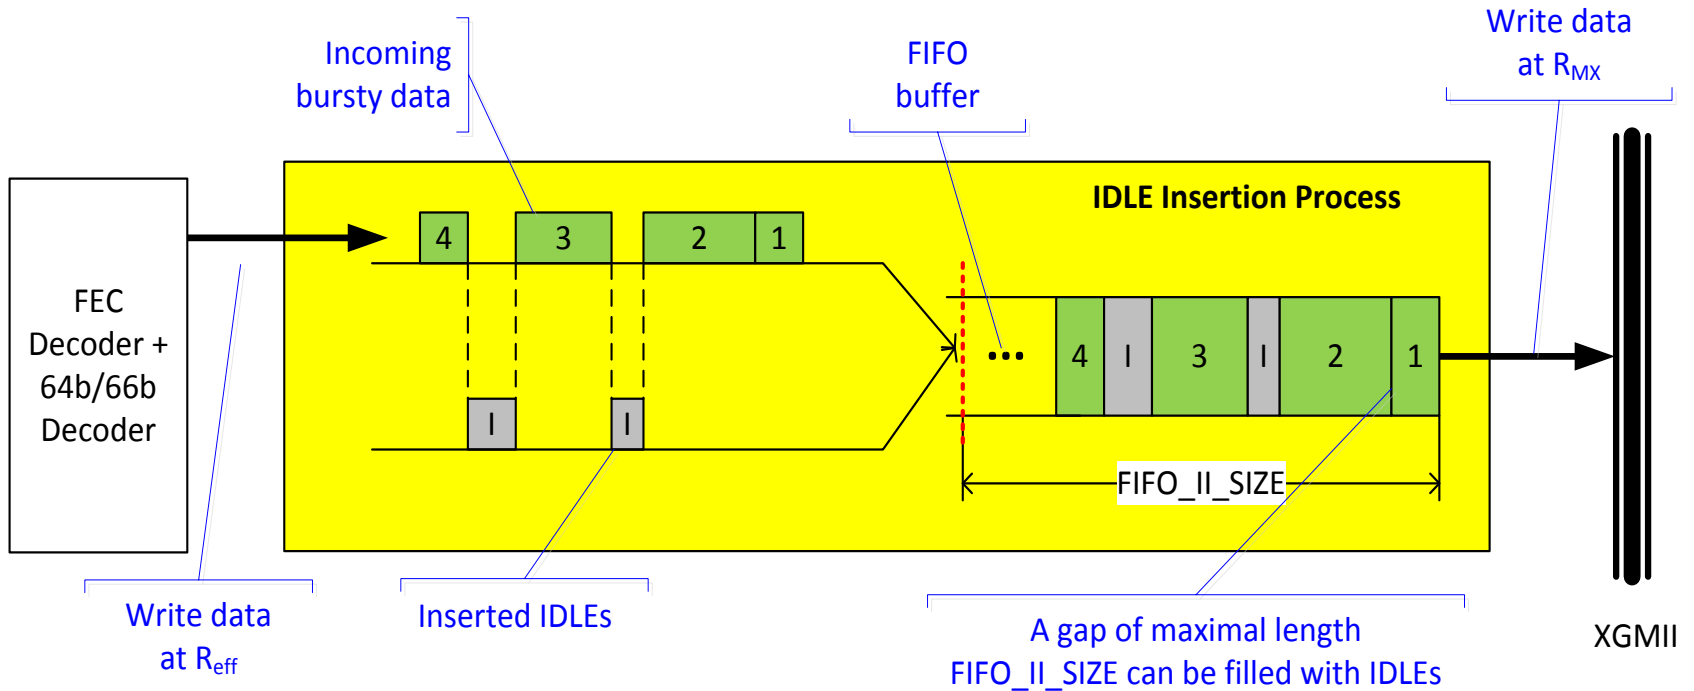 Incoming
bursty data
FIFO
buffer
Write data
at R_MX
IDLE Insertion Process
FEC
Decoder +
64b/66b
Decoder
4 3 2 1
I I
... 4 I 3 I 2 1
FIFO_II_SIZE
Write data
at R_eff
Inserted IDLEs
A gap of maximal length
FIFO_II_SIZE can be filled with IDLEs
XGMII